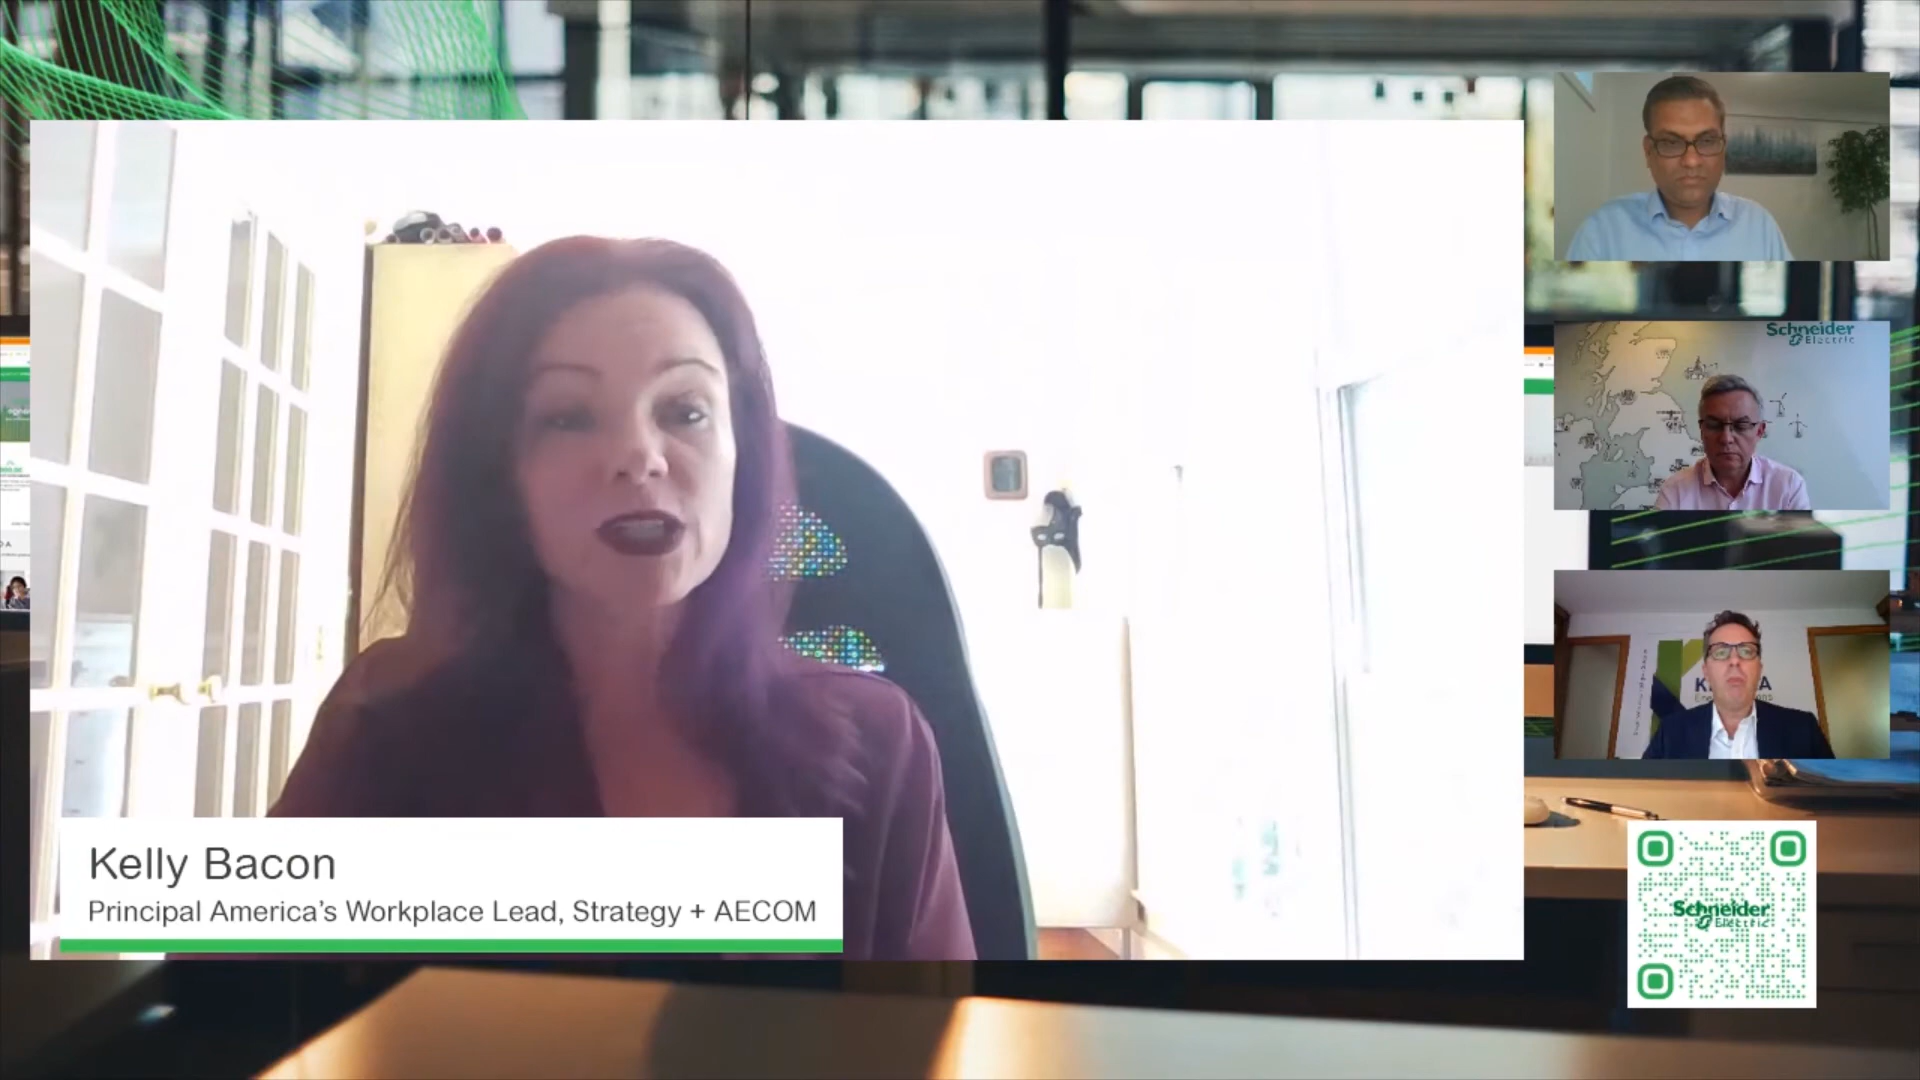 Schneider
Electric
Kelly Bacon
Principal America's Workplace Lead, Strategy + AECOM
Schneider
Electric